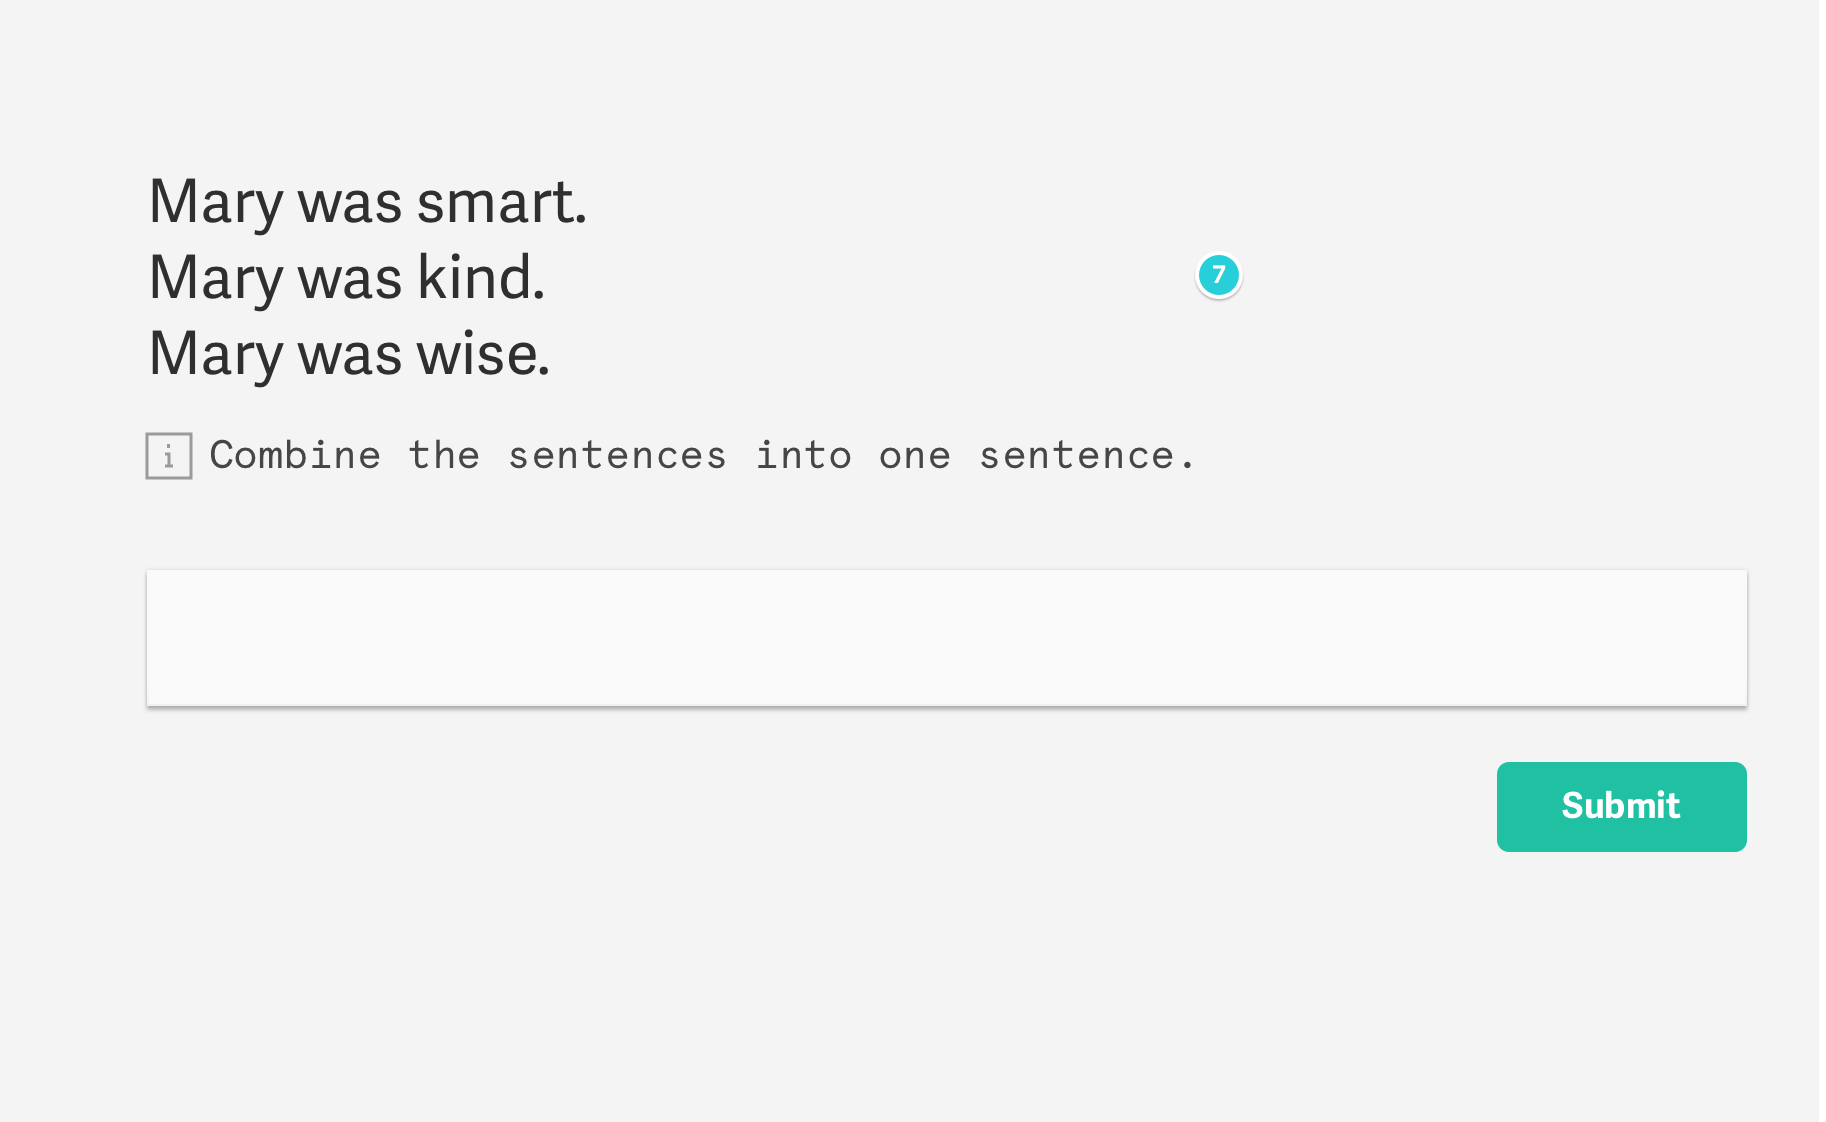 Mary was smart.
Mary was kind.
7
Mary was wise.
i Combine the sentences into one sentence.
Submit